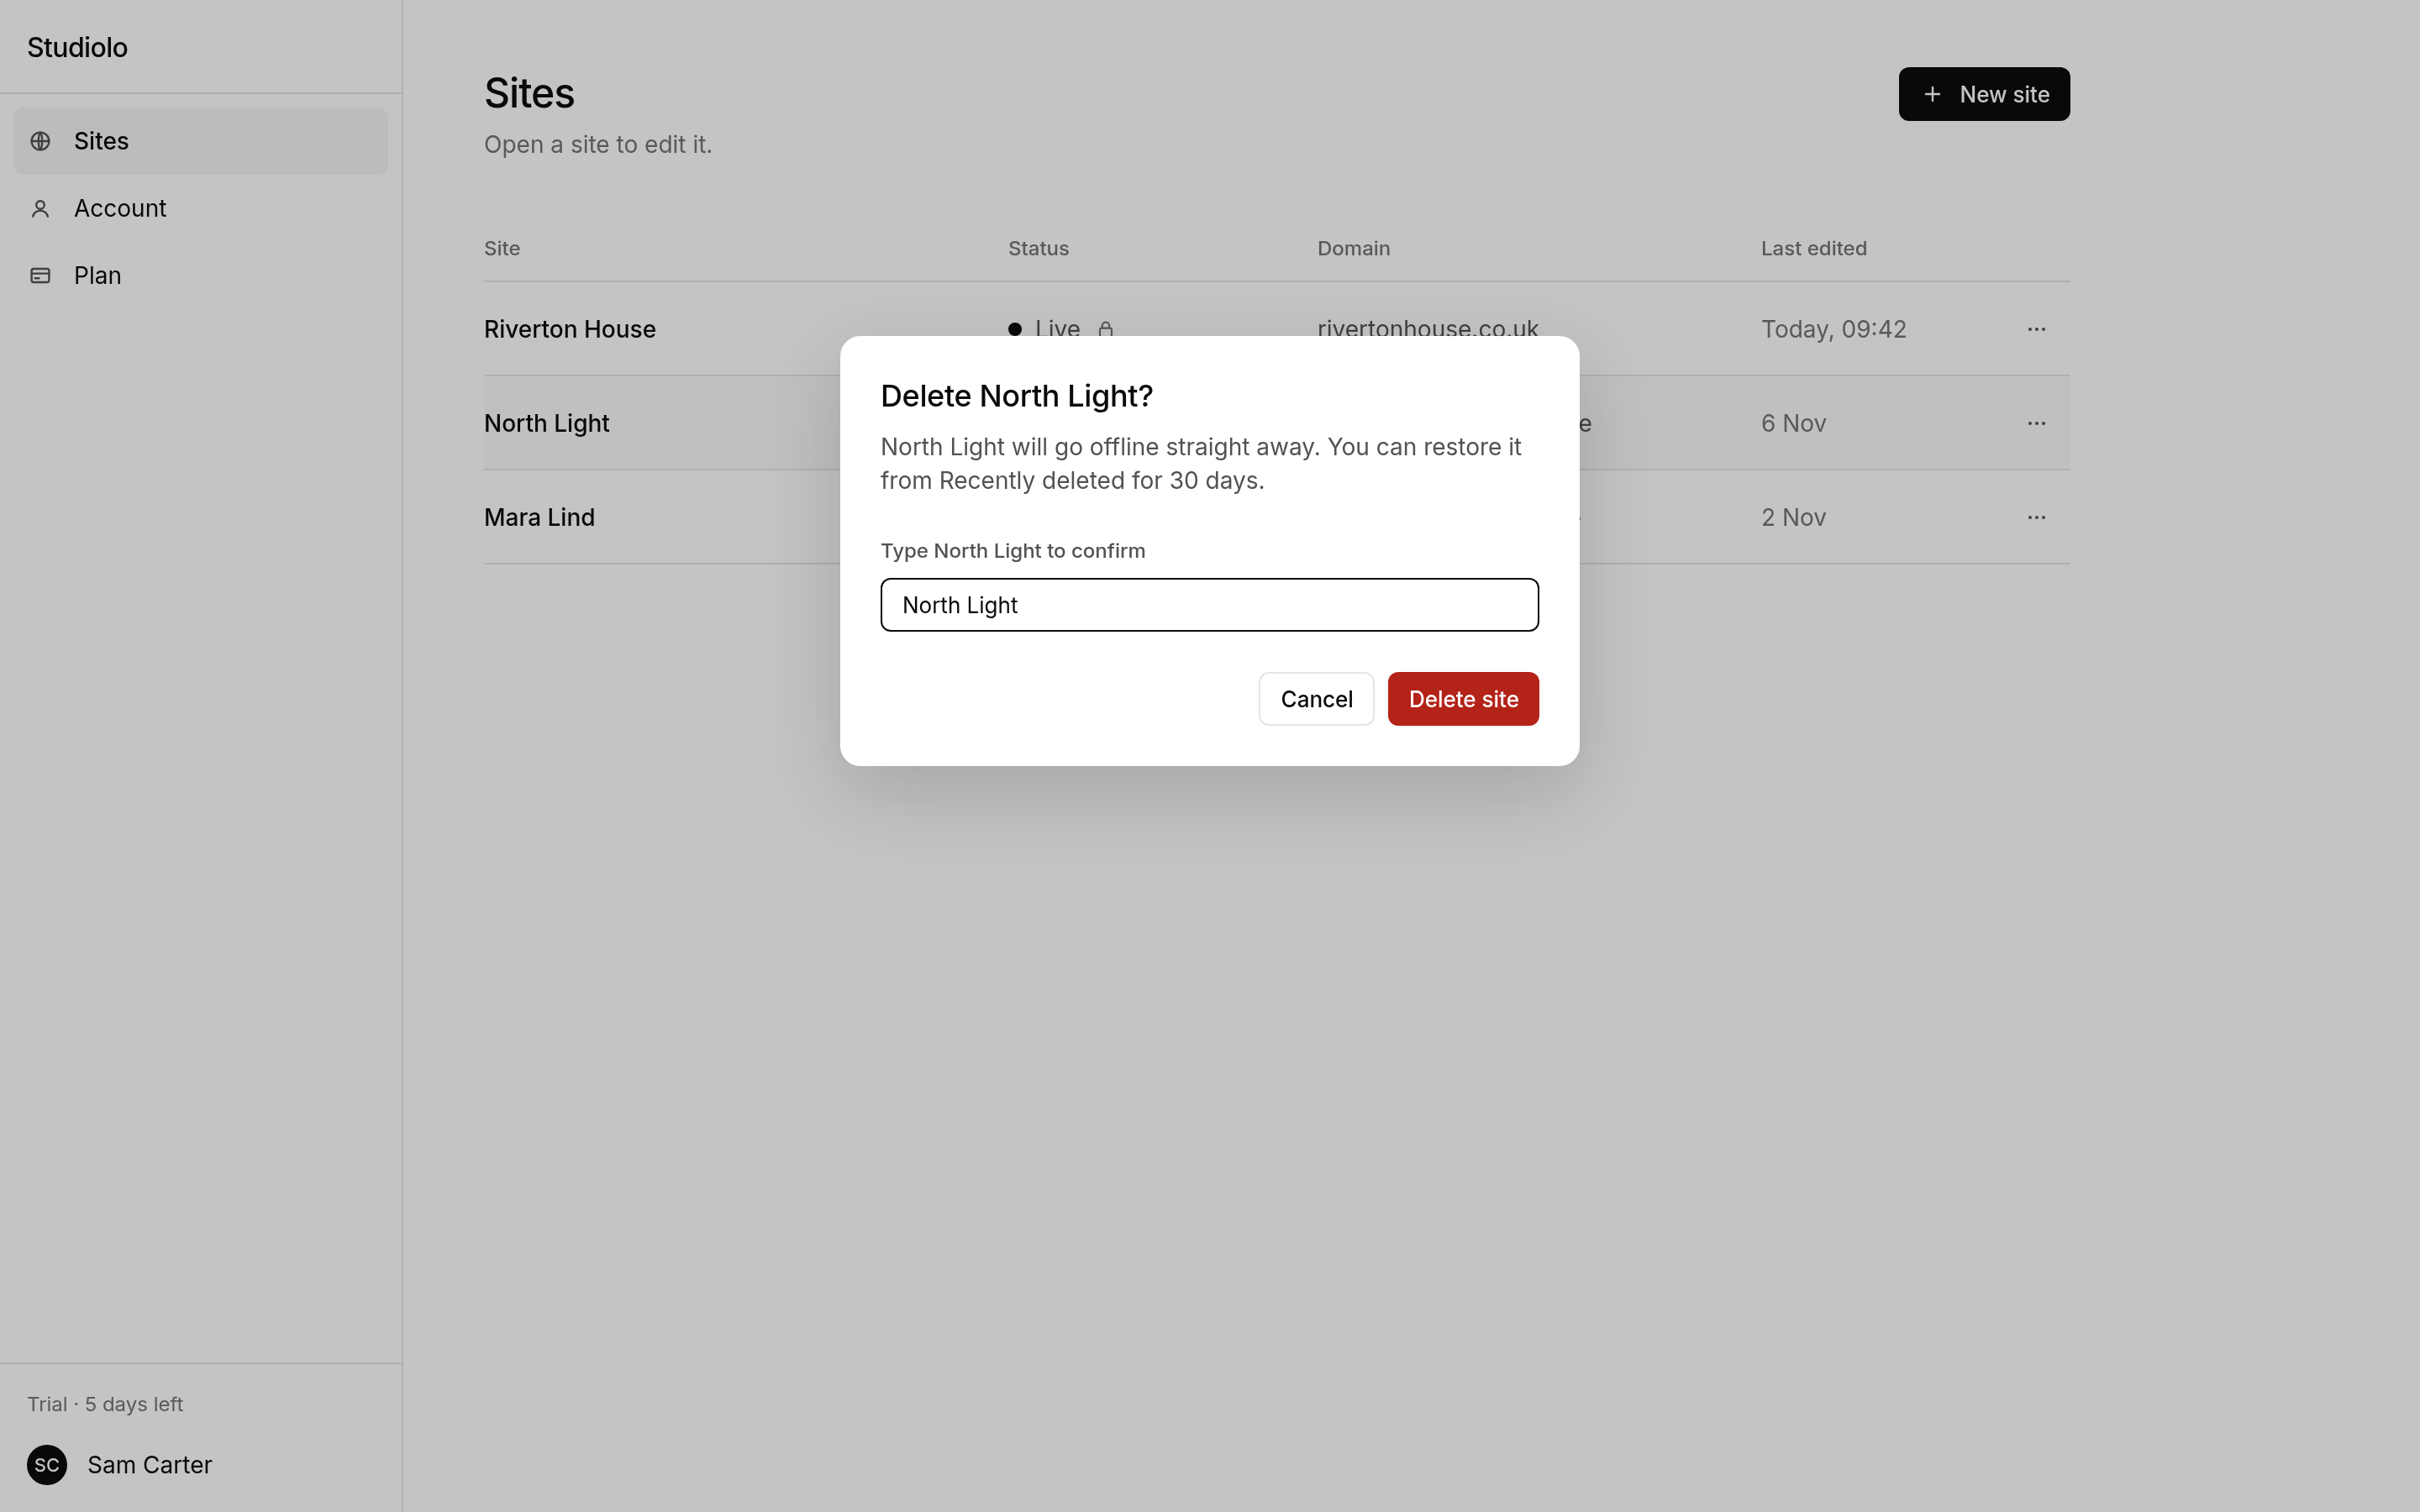 Studiolo
Sites
Account
Plan
Trial · 5 days left
SC
Sam Carter
Sites
Open a site to edit it.
New site
Site Status Domain Last edited
Riverton House Live rivertonhouse.co.uk Today, 09:42
North Light 6 Nov
Mara Lind 2 Nov
Delete North Light?
North Light will go offline straight away. You can restore it
from Recently deleted for 30 days.
Type North Light to confirm
North Light
Cancel Delete site